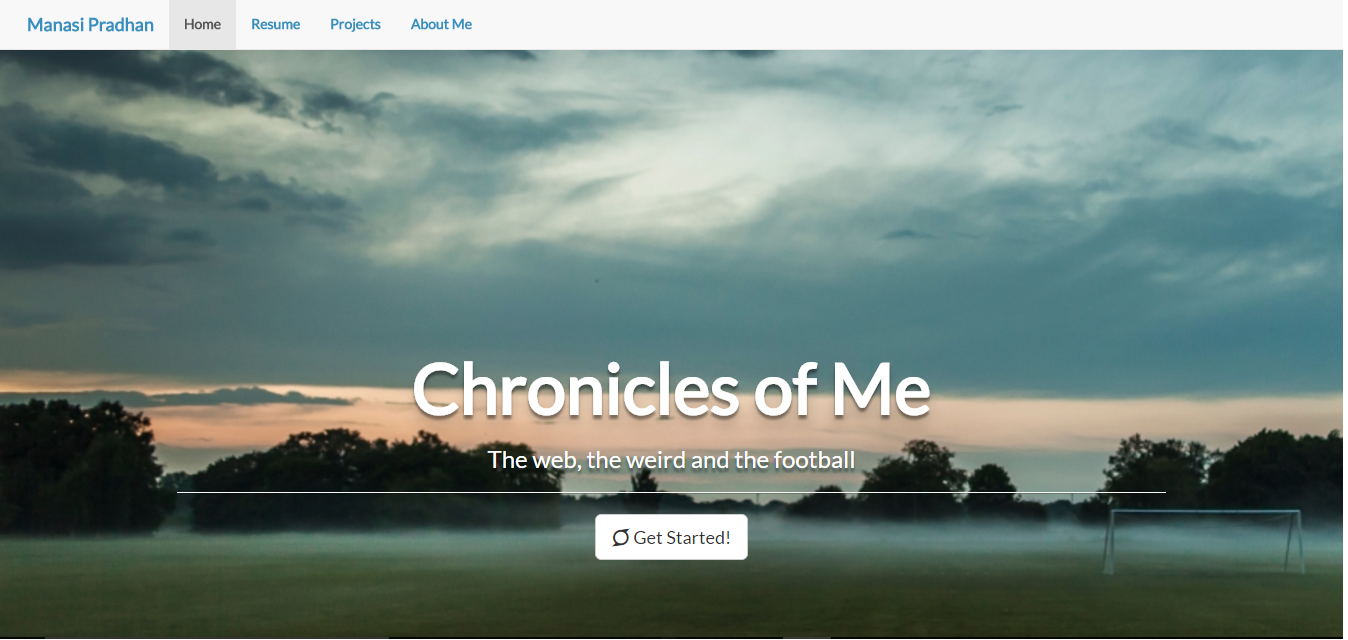 Manasi Pradhan Home Resume Projects About Me
Chronicles of Me
The web, the weird and the football
Get Started!